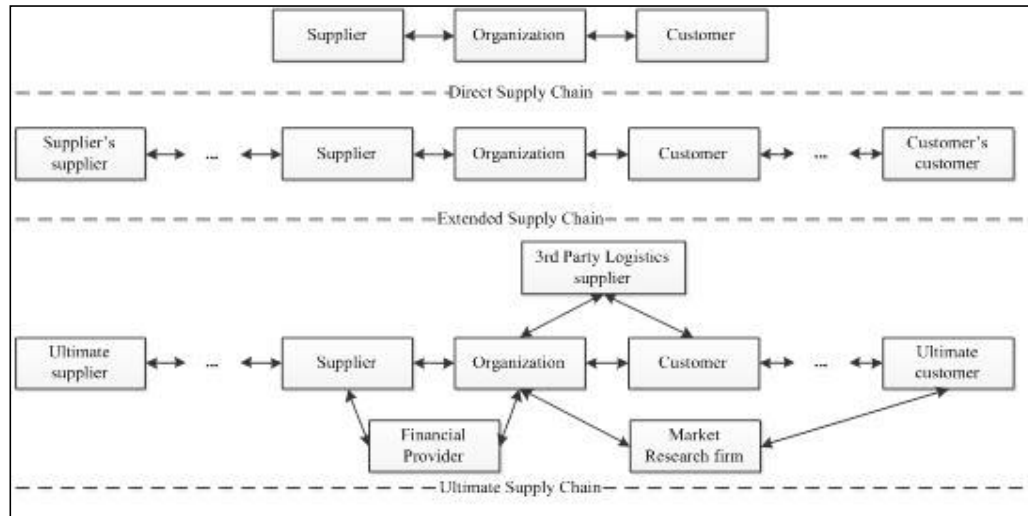 Supplier
Organization
Customer
Direct Supply Chain
Supplier's
supplier
...
Supplier
Organization
Customer
...
Customer's
customer
Extended Supply Chain
3rd Party Logistics
supplier
Ultimate
supplier
...
Supplier
Organization
Customer
...
Ultimate
customer
Financial
Provider
Market
Research firm
Ultimate Supply Chain